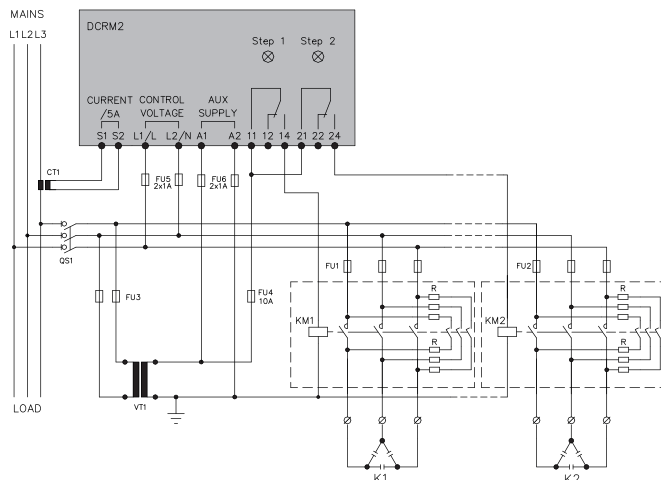 MAINS
L1 L2 L3
DCRM2
Step 1 Step 2
CURRENT /5A
CONTROL VOLTAGE
AUX SUPPLY
S1 S2 L1/L L2/N A1 A2 11 12 14 21 22 24
CT1
FU5 2x1A
FU6 2x1A
QS1
FU1
FU2
FU3
FU4 10A
R
R
KM1
KM2
R
R
VT1
LOAD
K1
K2